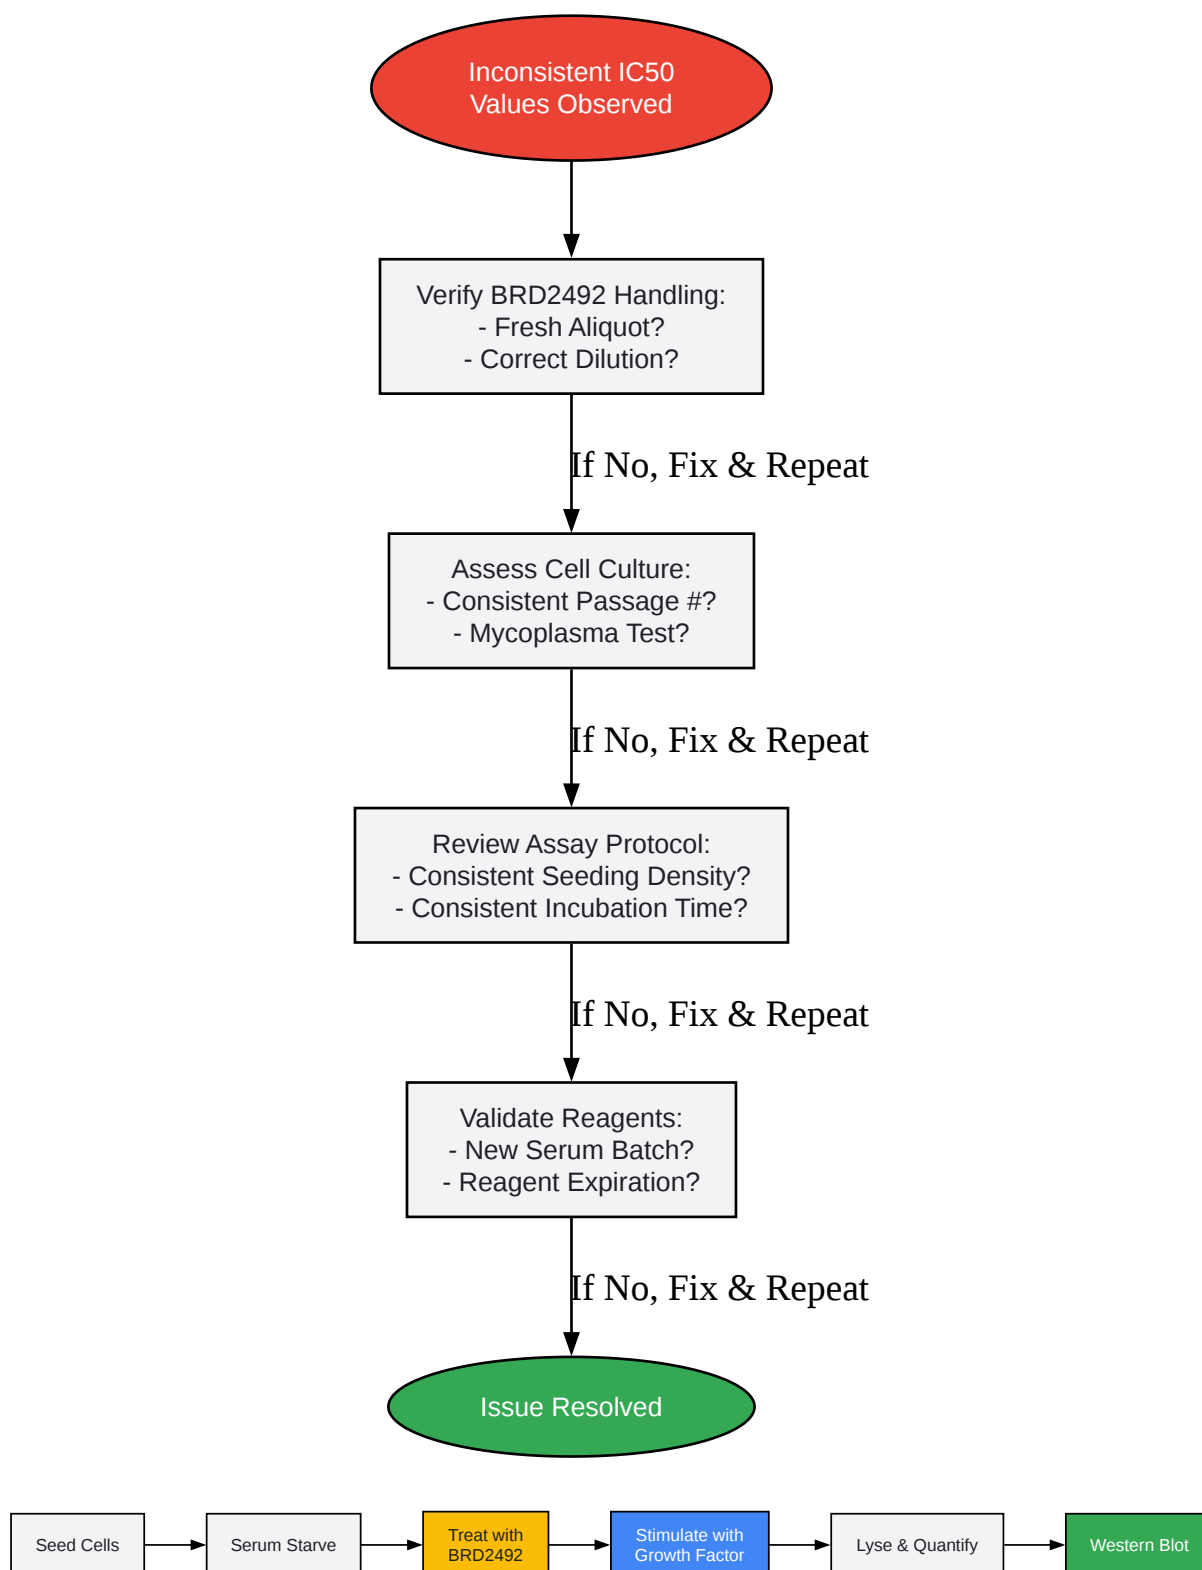 Inconsistent IC50
Values Observed
Verify BRD2492 Handling:
- Fresh Aliquot?
- Correct Dilution?
If No, Fix & Repeat
Assess Cell Culture:
- Consistent Passage #?
- Mycoplasma Test?
If No, Fix & Repeat
Review Assay Protocol:
- Consistent Seeding Density?
- Consistent Incubation Time?
If No, Fix & Repeat
Validate Reagents:
- New Serum Batch?
- Reagent Expiration?
If No, Fix & Repeat
Issue Resolved
Seed Cells
Serum Starve
Treat with
BRD2492
Stimulate with
Growth Factor
Lyse & Quantify
Western Blot